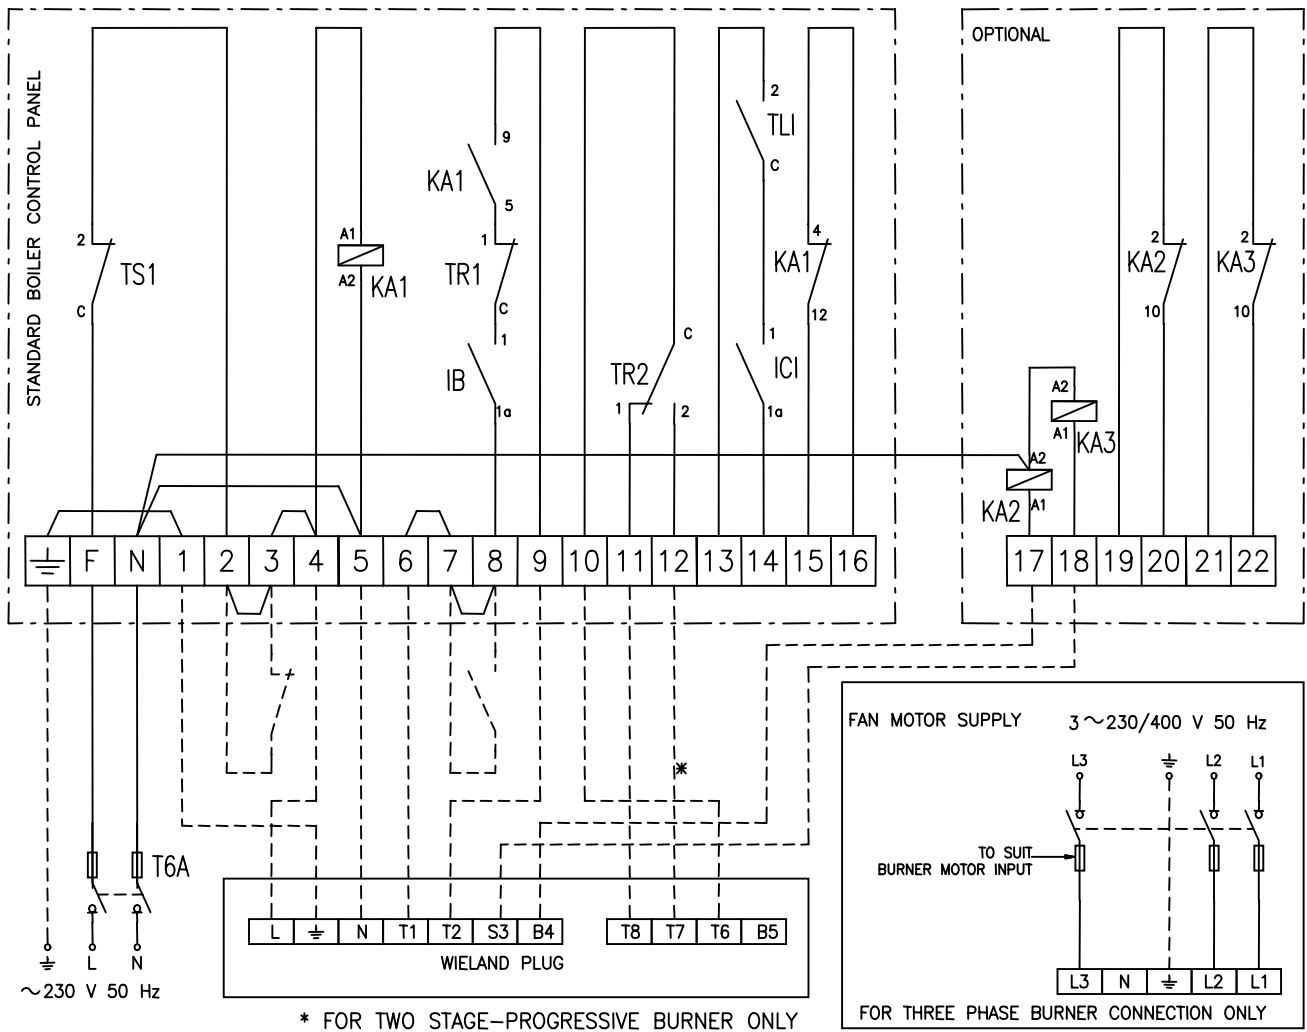 STANDARD BOILER CONTROL PANEL
OPTIONAL
2
TLI
C
9
KA1
5
2
TS1
C
A1
A2
KA1
1
TR1
C
4
KA1
12
2
KA2
10
2
KA3
10
1
IB
1a
C
TR2
1
2
1
ICI
1a
A2
A1
KA3
A2
KA2
A1
F N 1 2 3 4 5 6 7 8 9 10 11 12 13 14 15 16
17 18 19 20 21 22
*
T6A
L N
~230 V 50 Hz
L N T1 T2 S3 B4
T8 T7 T6 B5
WIELAND PLUG
* FOR TWO STAGE-PROGRESSIVE BURNER ONLY
FAN MOTOR SUPPLY 3~230/400 V 50 Hz
L3 L2 L1
TO SUIT
BURNER MOTOR INPUT
L3 N L2 L1
FOR THREE PHASE BURNER CONNECTION ONLY